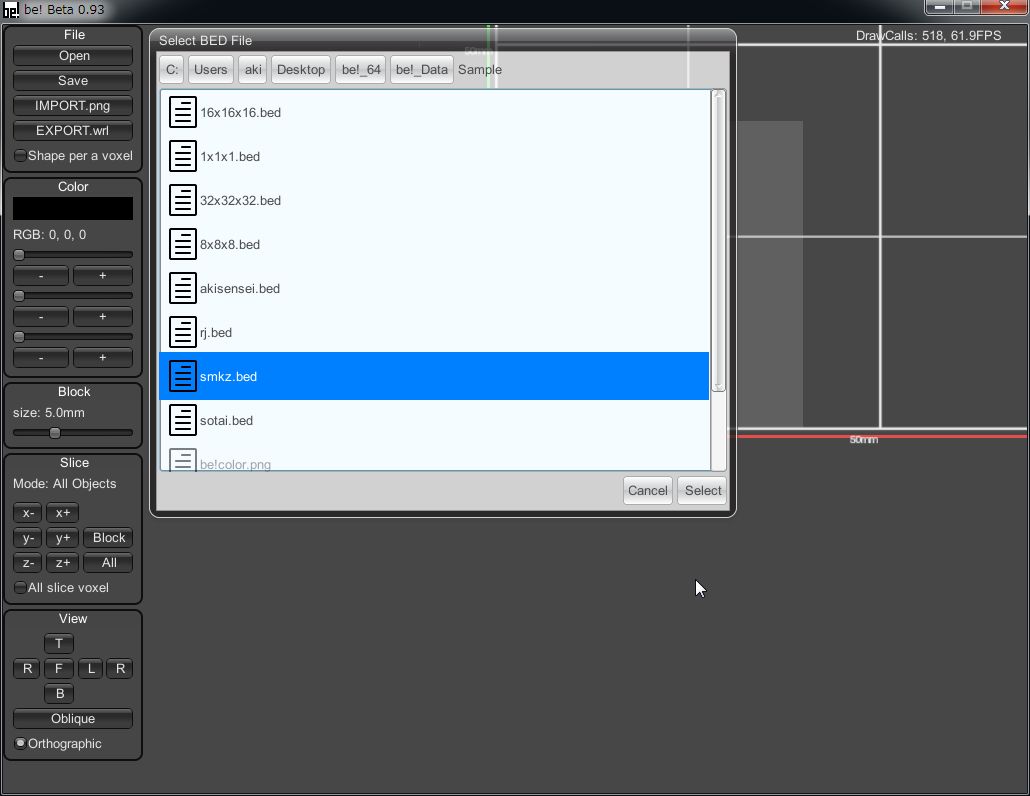 be! be! Beta 0.93
File
Open
Save
IMPORT.png
EXPORT.wrl
Shape per a voxel
Color
RGB: 0, 0, 0
- +
- +
- +
Block
size: 5.0mm
Slice
Mode: All Objects
x- x+
y- y+ Block
z- z+ All
All slice voxel
View
T
R F L R
B
Oblique
Orthographic
Select BED File
50mm
C: Users aki Desktop be!_64 be!_Data Sample
16x16x16.bed
1x1x1.bed
32x32x32.bed
8x8x8.bed
akisensei.bed
rj.bed
smkz.bed
sotai.bed
be!color.png
Cancel Select
DrawCalls: 518, 61.9FPS
50mm